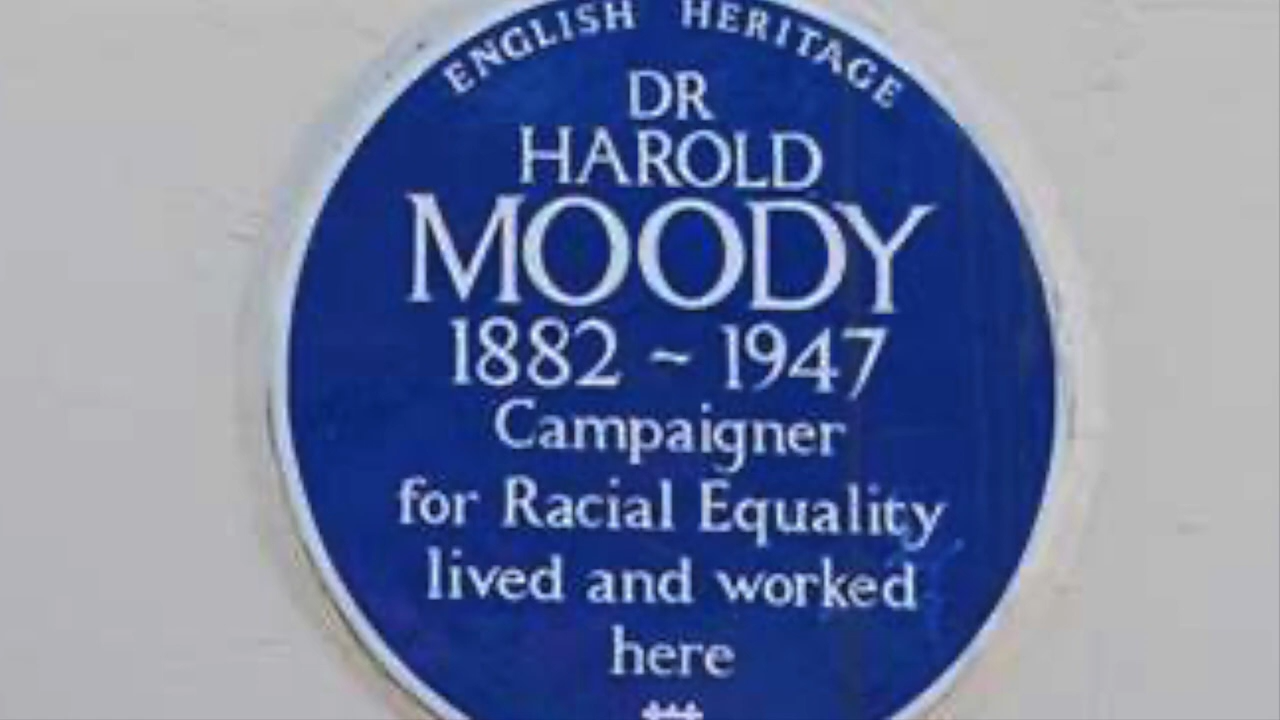 ENGLISH HERITAGE
DR
HAROLD
MOODY
1882 ~ 1947
Campaigner
for Racial Equality
lived and worked
here